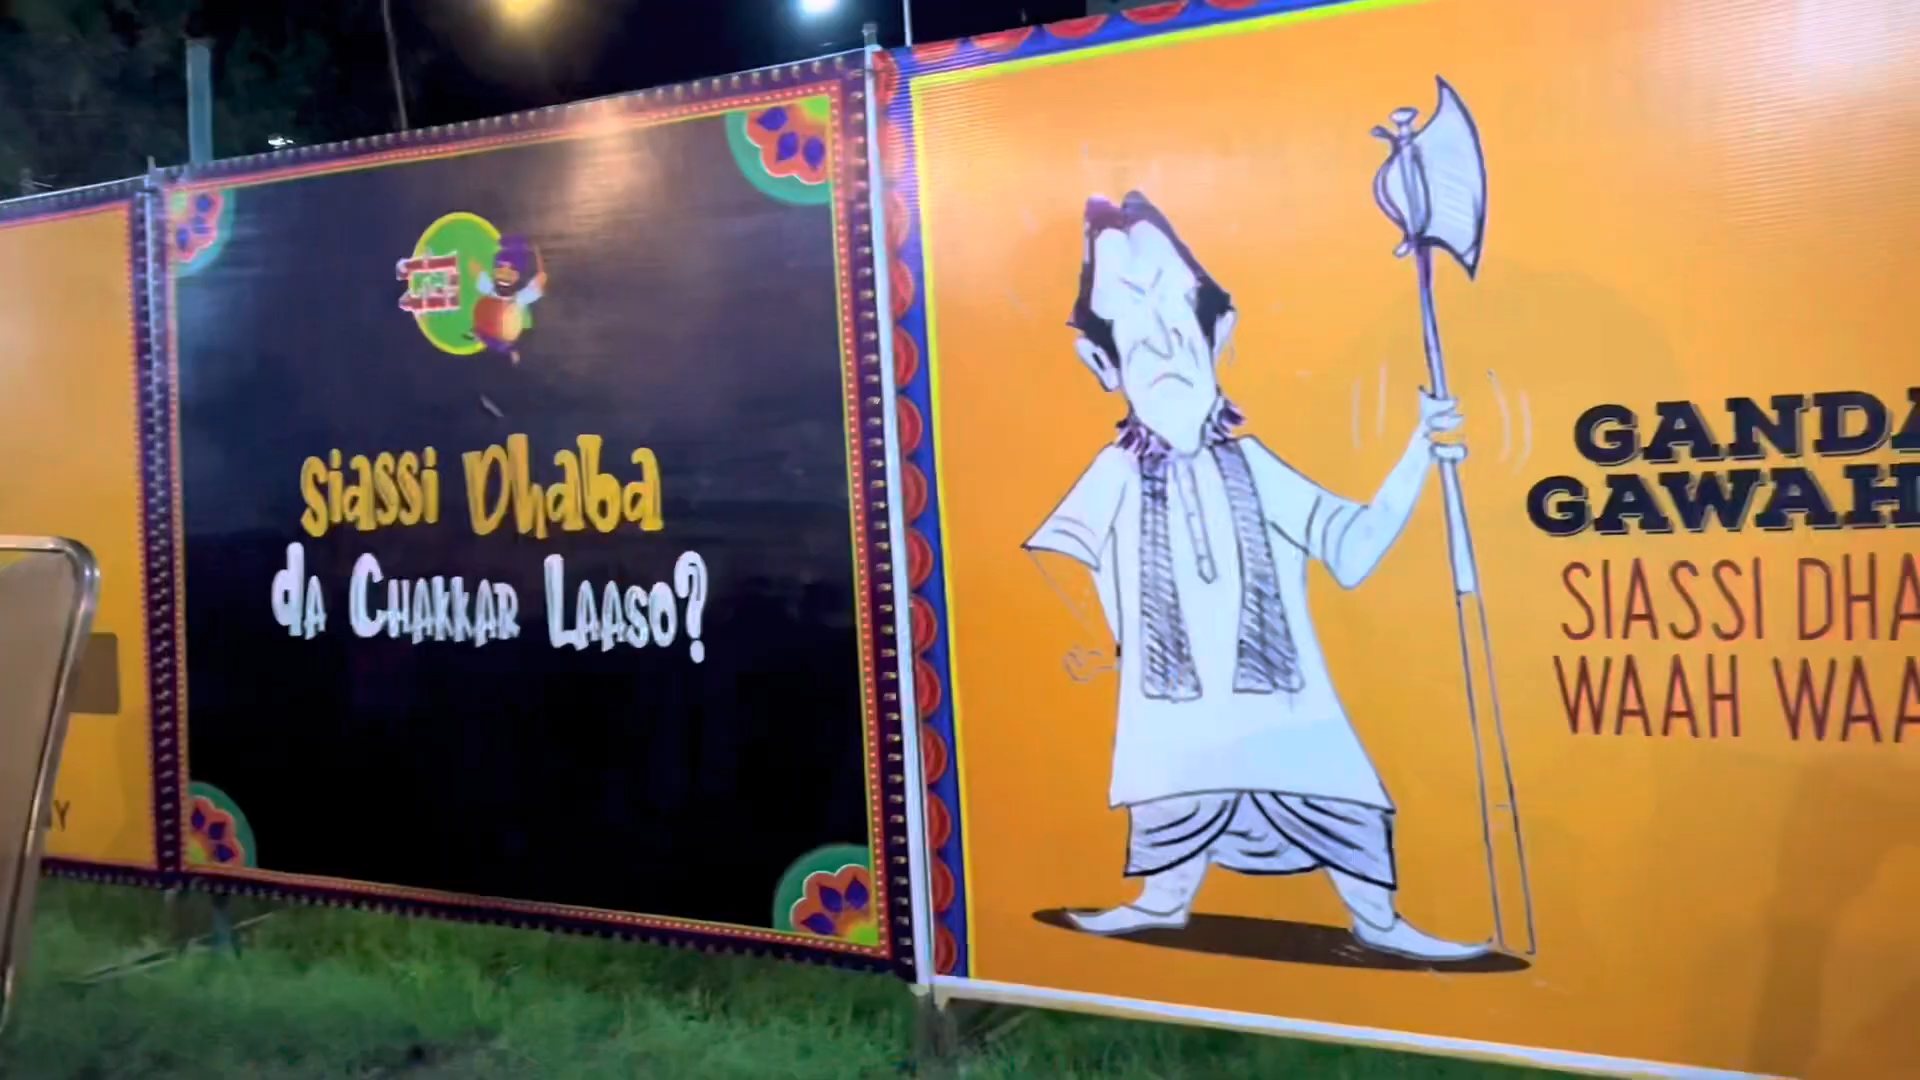 Siassi Dhaba
da Chakkar Laaso?
GANDA
GAWAH
SIASSI DHA
WAAH WAA
Y